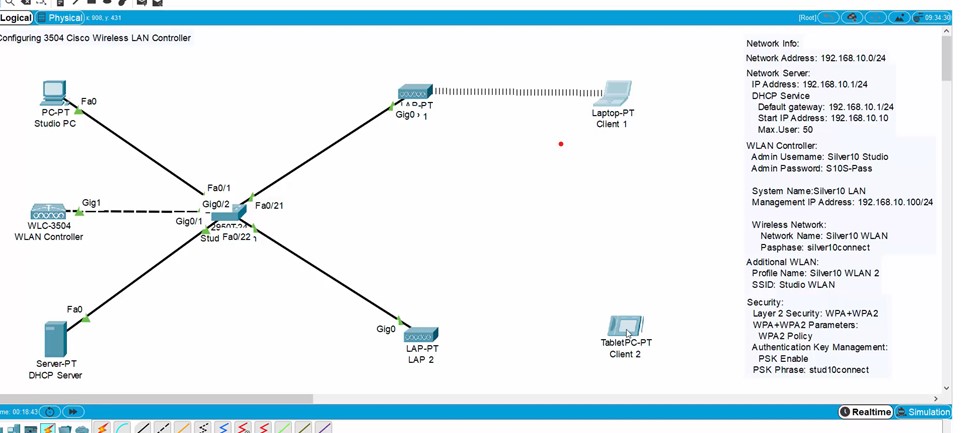 Logical
Physical
x: 908, y: 431
[Root]
09:34:30
Configuring 3504 Cisco Wireless LAN Controller
PC-PT
Studio PC
Fa0
LAP-PT
1
Gig0
Laptop-PT
Client 1
WLC-3504
WLAN Controller
Gig1
Fa0/1
Gig0/2
Fa0/21
Gig0/1
Stud
Fa0/22
Fa0
Server-PT
DHCP Server
Gig0
LAP-PT
LAP 2
TabletPC-PT
Client 2
Network Info:
Network Address: 192.168.10.0/24
Network Server:
IP Address: 192.168.10.1/24
DHCP Service
Default gateway: 192.168.10.1/24
Start IP Address: 192.168.10.10
Max.User: 50
WLAN Controller:
Admin Username: Silver10 Studio
Admin Password: S10S-Pass
System Name:Silver10 LAN
Management IP Address: 192.168.10.100/24
Wireless Network:
Network Name: Silver10 WLAN
Pasphase: silver10connect
Additional WLAN:
Profile Name: Silver10 WLAN 2
SSID: Studio WLAN
Security:
Layer 2 Security: WPA+WPA2
WPA+WPA2 Parameters:
WPA2 Policy
Authentication Key Management:
PSK Enable
PSK Phrase: stud10connect
me: 00:18:43
Realtime
Simulation